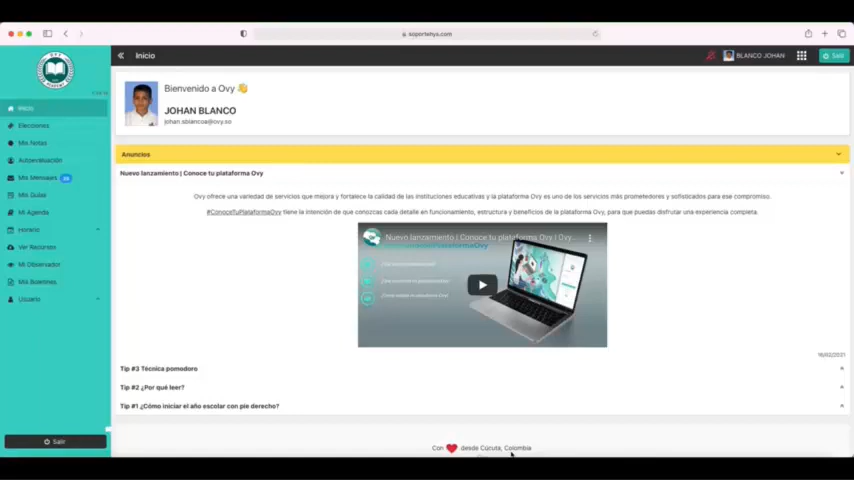 soportehys.com
Inicio
BLANCO JOHAN
Salir
Inicio
Elecciones
Mis Notas
Autoevaluación
Mis Mensajes
Mis Guías
Mi Agenda
Horario
Ver Recursos
Mi Observador
Mis Boletines
Usuario
Salir
Bienvenido a Ovy 👋
JOHAN BLANCO
johan.sblancoa@ovy.co
Anuncios
Nuevo lanzamiento | Conoce tu plataforma Ovy
Ovy ofrece una variedad de servicios que mejora y fortalece la calidad de las instituciones educativas y la plataforma Ovy es uno de los servicios más prometedores y sofisticados para ese compromiso.
#ConoceTuPlataformaOvy tiene la intención de que conozcas cada detalle en funcionamiento, estructura y beneficios de la plataforma Ovy, para que puedas disfrutar una experiencia completa.
Nuevo lanzamiento | Conoce tu plataforma Ovy | Ovy...
16/02/2021
Tip #3 Técnica pomodoro
Tip #2 ¿Por qué leer?
Tip #1 ¿Cómo iniciar el año escolar con pie derecho?
Con ❤ desde Cúcuta, Colombia